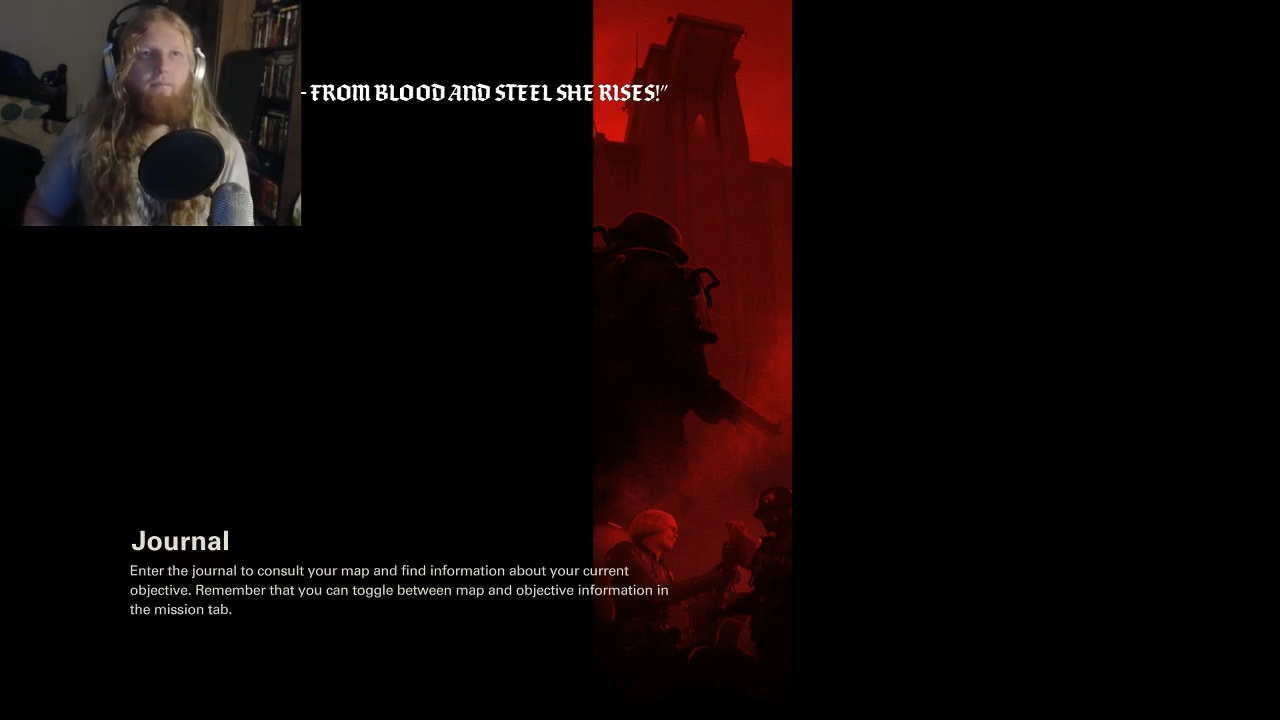 - FROM BLOOD AND STEEL SHE RISES!”
Journal
Enter the journal to consult your map and find information about your current
objective. Remember that you can toggle between map and objective information in
the mission tab.